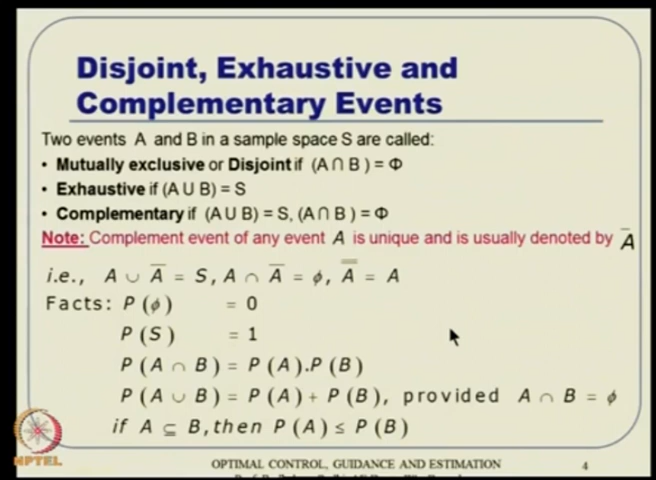 Disjoint, Exhaustive and
Complementary Events
Two events A and B in a sample space S are called:
• Mutually exclusive or Disjoint if (A ∩ B ) = Φ
• Exhaustive if (A U B) = S
• Complementary if (A U B) = S, (A ∩ B ) = Φ
Note: Complement event of any event A is unique and is usually denoted by A̅
i.e., A ∪ A̅ = S, A ∩ A̅ = ϕ, A̿ = A
Facts: P (ϕ) = 0
P (S) = 1
P (A ∩ B) = P (A).P (B)
P (A ∪ B) = P (A) + P (B), provided A ∩ B = ϕ
if A ⊆ B, then P (A) ≤ P (B)
NPTEL
OPTIMAL CONTROL, GUIDANCE AND ESTIMATION
4